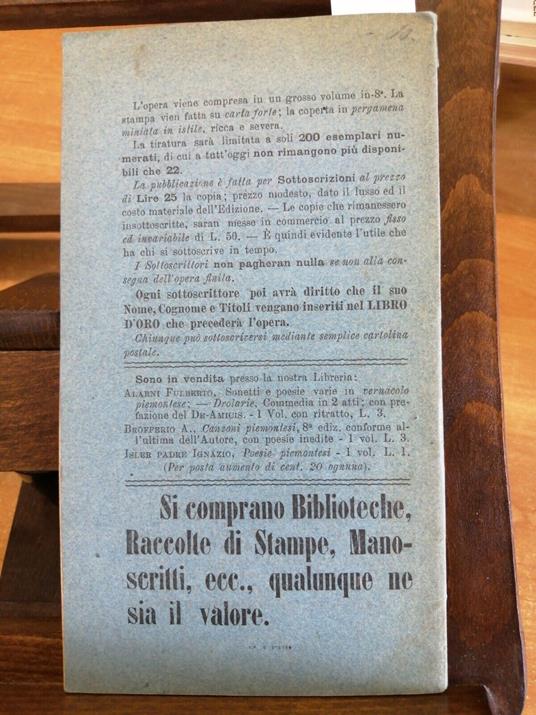 L'opera viene compresa in un grosso volume in-8°. La
stampa vien fatta su carta forte; la coperta in pergamena
miniata in istile, ricca e severa.
La tiratura sarà limitata a soli 200 esemplari nu-
merati, di cui a tutt'oggi non rimangono più disponi-
bili che 22.
La pubblicazione è fatta per Sottoscrizioni al prezzo
di Lire 25 la copia; prezzo modesto, dato il lusso ed il
costo materiale dell'Edizione. — Le copie che rimanessero
insottoscritte, saran messe in commercio al prezzo fisso
ed invariabile di L. 50. — È quindi evidente l'utile che
ha chi si sottoscrive in tempo.
I Sottoscrittori non pagheran nulla se non alla con-
segna dell'opera finita.
Ogni sottoscrittore poi avrà diritto che il suo
Nome, Cognome e Titoli vengano inseriti nel LIBRO
D'ORO che precederà l'opera.
Chiunque può sottoscriversi mediante semplice cartolina
postale.
Sono in vendita presso la nostra Libreria:
ALARNI FULBERTO, Sonetti e poesie varie in vernacolo
piemontese; — Drolarie, Commedia in 2 atti; con pre-
fazione del DE-AMICIS. - 1 Vol. con ritratto, L. 3.
BROFFERIO A., Canzoni piemontesi, 8ª ediz. conforme al-
l'ultima dell'Autore, con poesie inedite - 1 vol. L. 3.
ISLER PADRE IGNAZIO, Poesie piemontesi - 1 vol. L. 1.
(Per posta aumento di cent. 20 ognuna).
Si comprano Biblioteche,
Raccolte di Stampe, Mano-
scritti, ecc., qualunque ne
sia il valore.